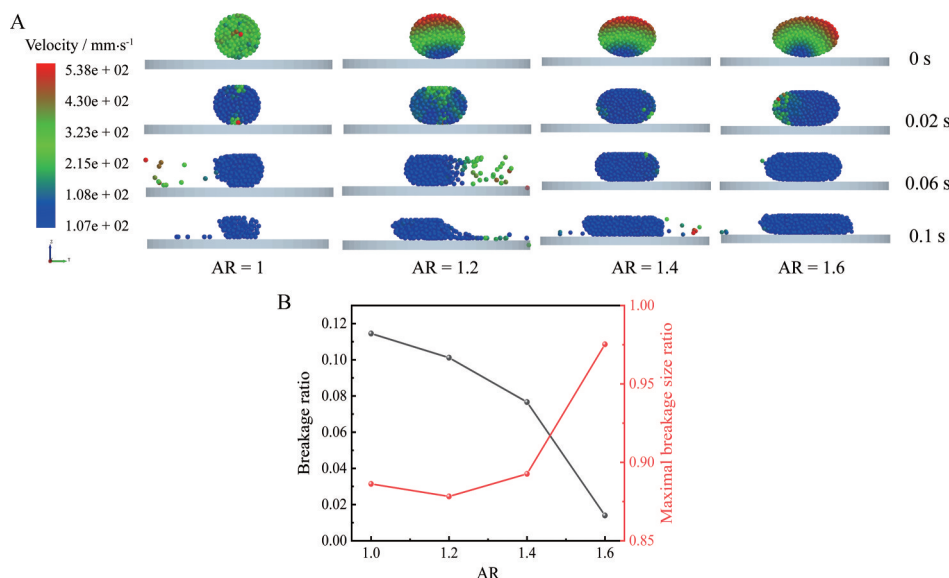 A
Velocity / mm·s⁻¹
5.38e + 02
4.30e + 02
3.23e + 02
2.15e + 02
1.08e + 02
1.07e + 02
0 s
0.02 s
0.06 s
0.1 s
AR = 1 AR = 1.2 AR = 1.4 AR = 1.6
B
Breakage ratio
0.12
0.10
0.08
0.06
0.04
0.02
0.00
1.0 1.2 1.4 1.6
AR
1.00
0.95
0.90
0.85
Maximal breakage size ratio